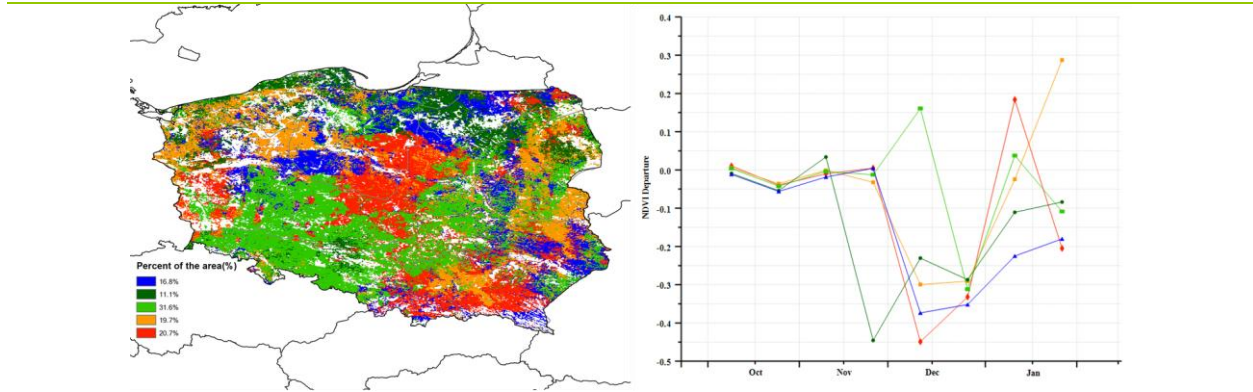 Percent of the area(%)
16.8%
11.1%
31.6%
19.7%
20.7%
NDVI Departure
0.4
0.3
0.2
0.1
0.0
-0.1
-0.2
-0.3
-0.4
-0.5
Oct
Nov
Dec
Jan